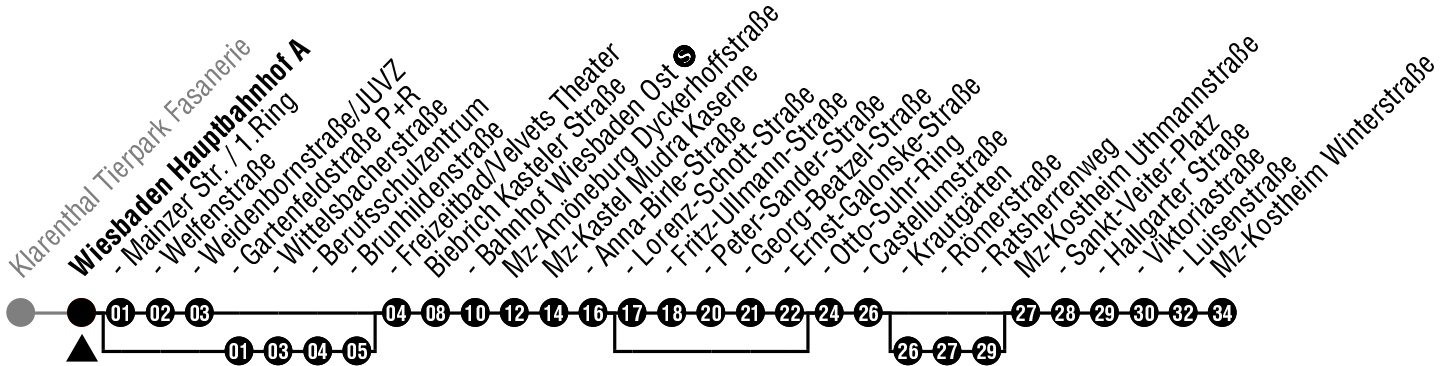 Klarenthal Tierpark Fasanerie
Wiesbaden Hauptbahnhof A
- Mainzer Str. / 1.Ring
- Welfenstraße
- Weidenbornstraße/JUVZ
- Gartenfeldstraße P+R
- Wittelsbacherstraße
- Berufsschulzentrum
- Brunhildenstraße
- Freizeitbad/Velvets Theater
Biebrich Kasteler Straße
- Bahnhof Wiesbaden Ost S
Mz-Amöneburg Dyckerhoffstraße
Mz-Kastel Mudra Kaserne
- Anna-Birle-Straße
- Lorenz-Schott-Straße
- Fritz-Ullmann-Straße
- Peter-Sander-Straße
- Georg-Beatzel-Straße
- Ernst-Galonske-Straße
- Otto-Suhr-Ring
- Castellumstraße
- Krautgärten
- Römerstraße
- Ratsherrenweg
Mz-Kostheim Uthmannstraße
- Sankt-Veiter-Platz
- Hallgarter Straße
- Viktoriastraße
- Luisenstraße
Mz-Kostheim Winterstraße
01 02 03 04 08 10 12 14 16 17 18 20 21 22 24 26 27 28 29 30 32 34
01 03 04 05 26 27 29